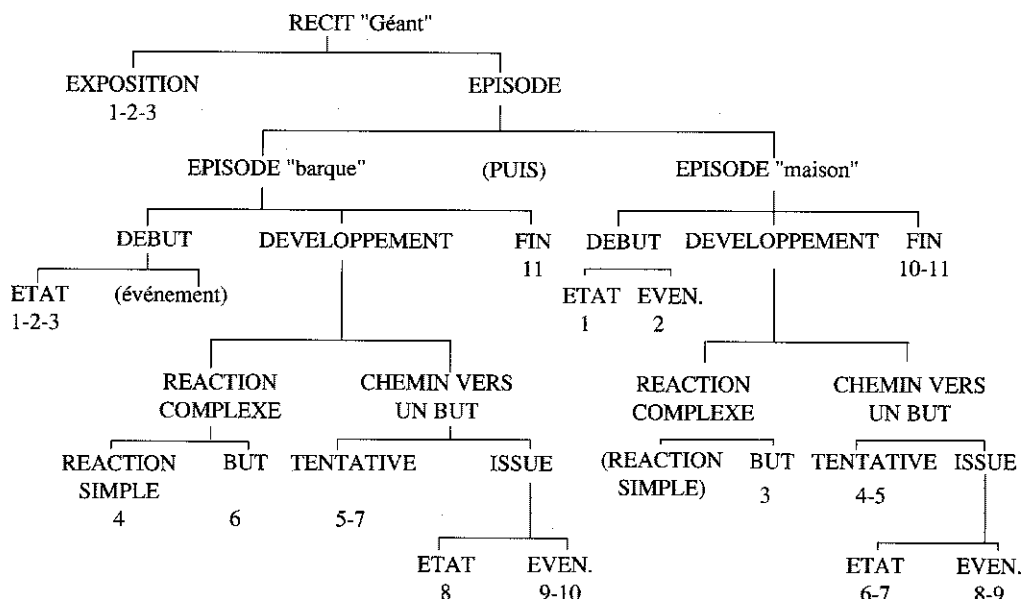 RECIT "Géant"
EXPOSITION EPISODE
1-2-3
EPISODE "barque" (PUIS) EPISODE "maison"
DEBUT DEVELOPPEMENT FIN DEBUT DEVELOPPEMENT FIN
11 10-11
ETAT (événement) ETAT EVEN.
1-2-3 1 2
REACTION CHEMIN VERS REACTION CHEMIN VERS
COMPLEXE UN BUT COMPLEXE UN BUT
REACTION BUT TENTATIVE ISSUE (REACTION BUT TENTATIVE ISSUE
SIMPLE SIMPLE) 3 4-5
4 6 5-7
ETAT EVEN. ETAT EVEN.
8 9-10 6-7 8-9